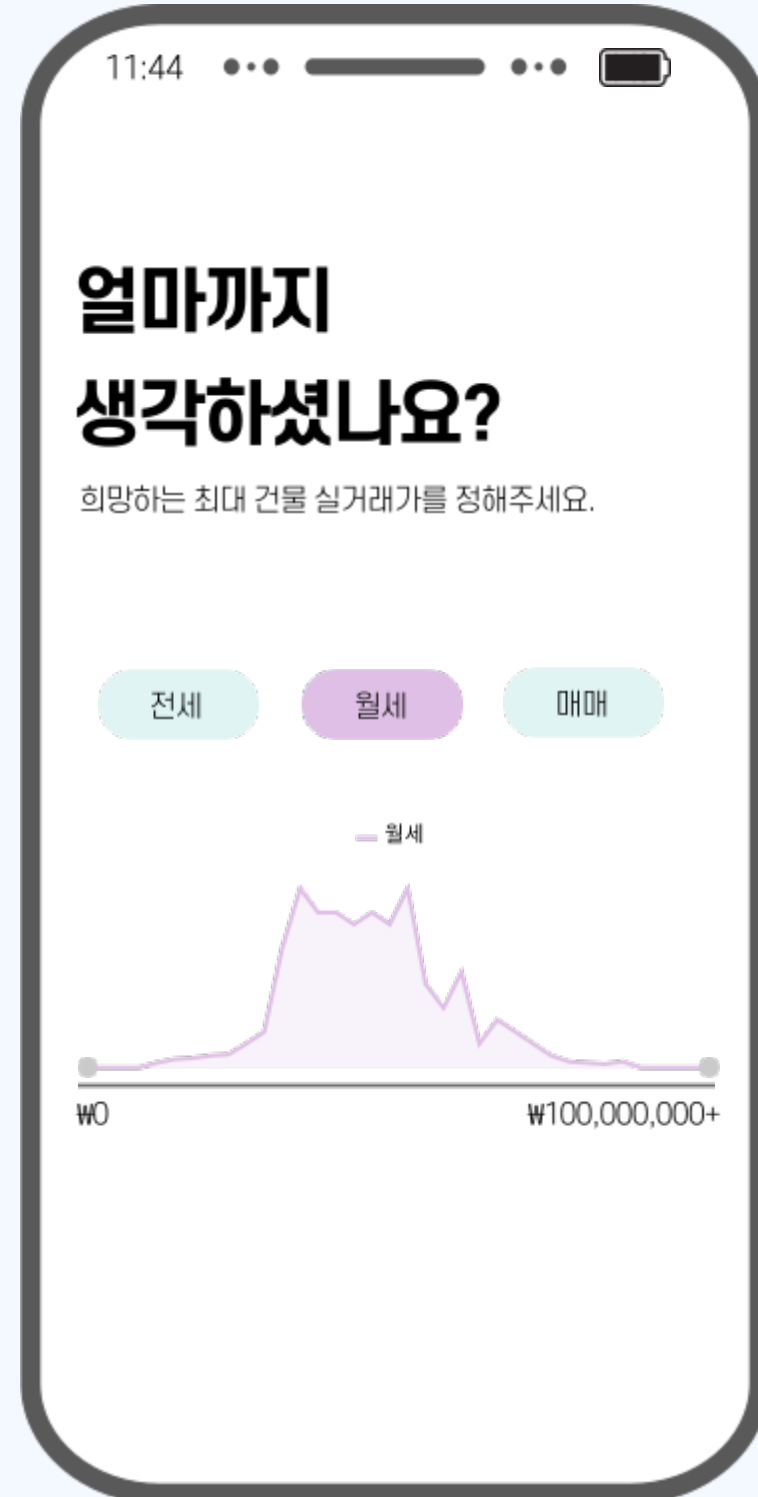 11:44
얼마까지
생각하셨나요?
희망하는 최대 건물 실거래가를 정해주세요.
전세
월세
매매
월세
₩0
₩100,000,000+